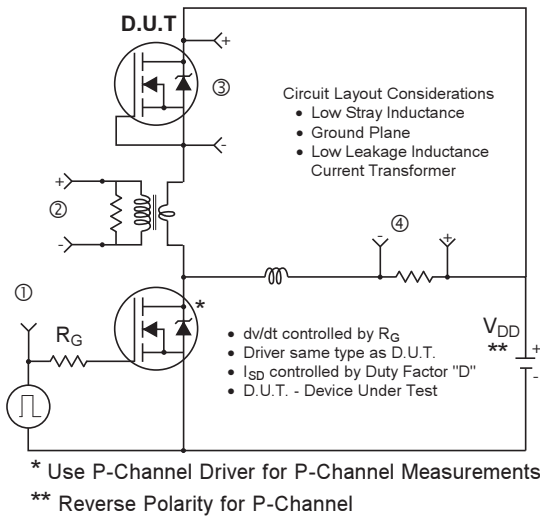 D.U.T
+
③
-
Circuit Layout Considerations
• Low Stray Inductance
• Ground Plane
• Low Leakage Inductance
Current Transformer
+
②
-
④
- +
①
R_G
*
• dv/dt controlled by R_G
• Driver same type as D.U.T.
• I_SD controlled by Duty Factor "D"
• D.U.T. - Device Under Test
V_DD
**
+
-
* Use P-Channel Driver for P-Channel Measurements
** Reverse Polarity for P-Channel